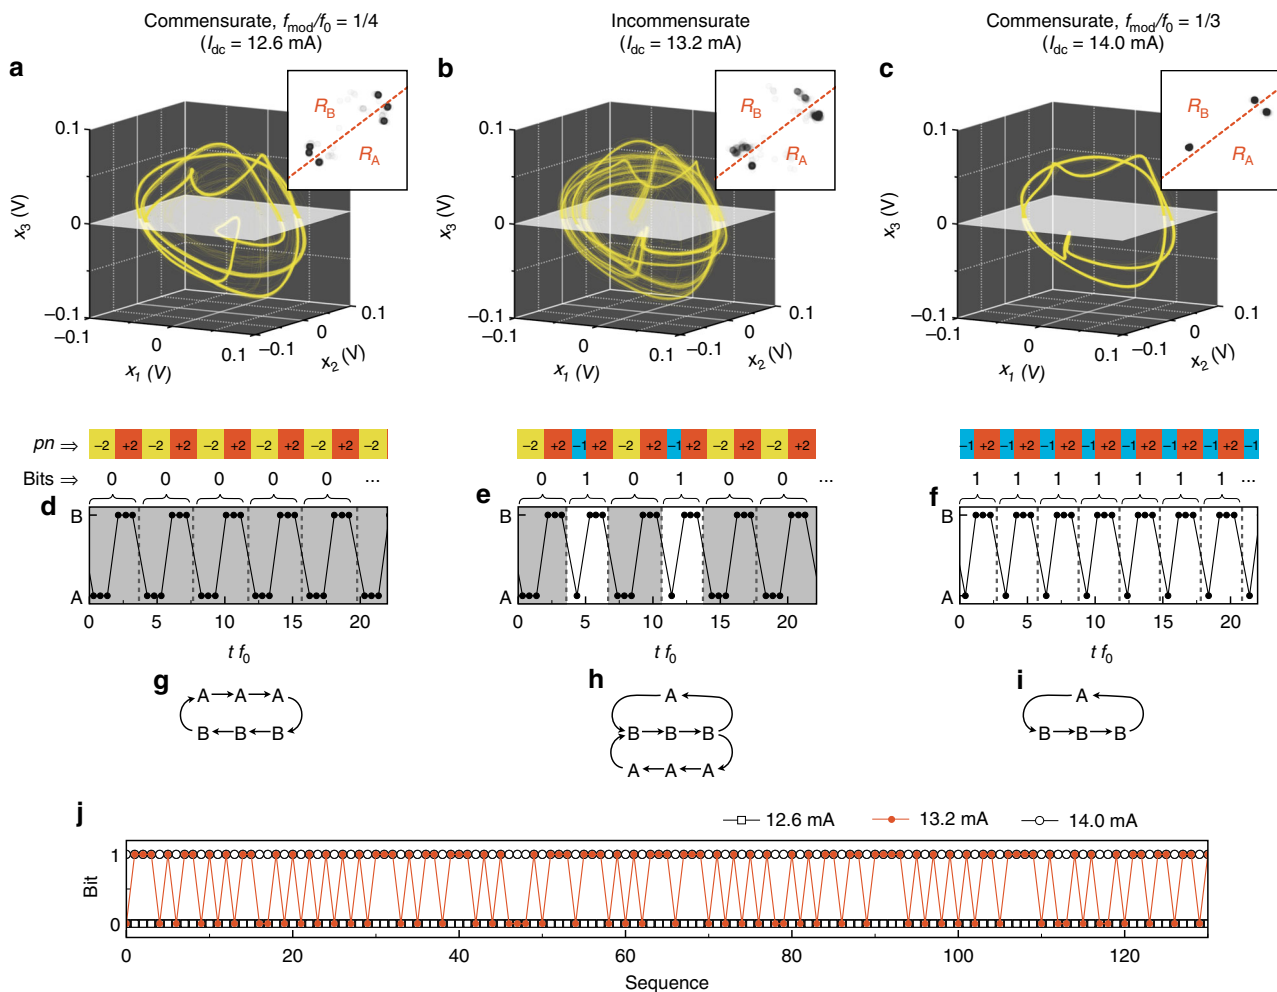 Commensurate, fmod/f0 = 1/4
(Idc = 12.6 mA)
Incommensurate
(Idc = 13.2 mA)
Commensurate, fmod/f0 = 1/3
(Idc = 14.0 mA)
a
RB
RA
0.1
0
–0.1
x3 (V)
–0.1
0
0.1
x1 (V)
–0.1
0
0.1
x2 (V)
b
RB
RA
0.1
0
–0.1
x3 (V)
–0.1
0
0.1
x1 (V)
–0.1
0
0.1
x2 (V)
c
RB
RA
0.1
0
–0.1
x3 (V)
–0.1
0
0.1
x1 (V)
–0.1
0
0.1
x2 (V)
pn ⇒ –2 +2 –2 +2 –2 +2 –2 +2 –2 +2 –2
Bits ⇒ 0 0 0 0 0 ...
d
B
A
0 5 10 15 20
t f0
–2 +2 –1 +2 –2 +2 –1 +2 –2 +2 –2 +2
0 1 0 1 0 0 ...
e
B
A
0 5 10 15 20
t f0
–1 +2 –1 +2 –1 +2 –1 +2 –1 +2 –1 +2 –1 +2 –1
1 1 1 1 1 1 1 ...
f
B
A
0 5 10 15 20
t f0
g
A A A
B B B
h
A
B B B
A A A
i
A
B B B
j
12.6 mA 13.2 mA 14.0 mA
1
0
Bit
0 20 40 60 80 100 120
Sequence